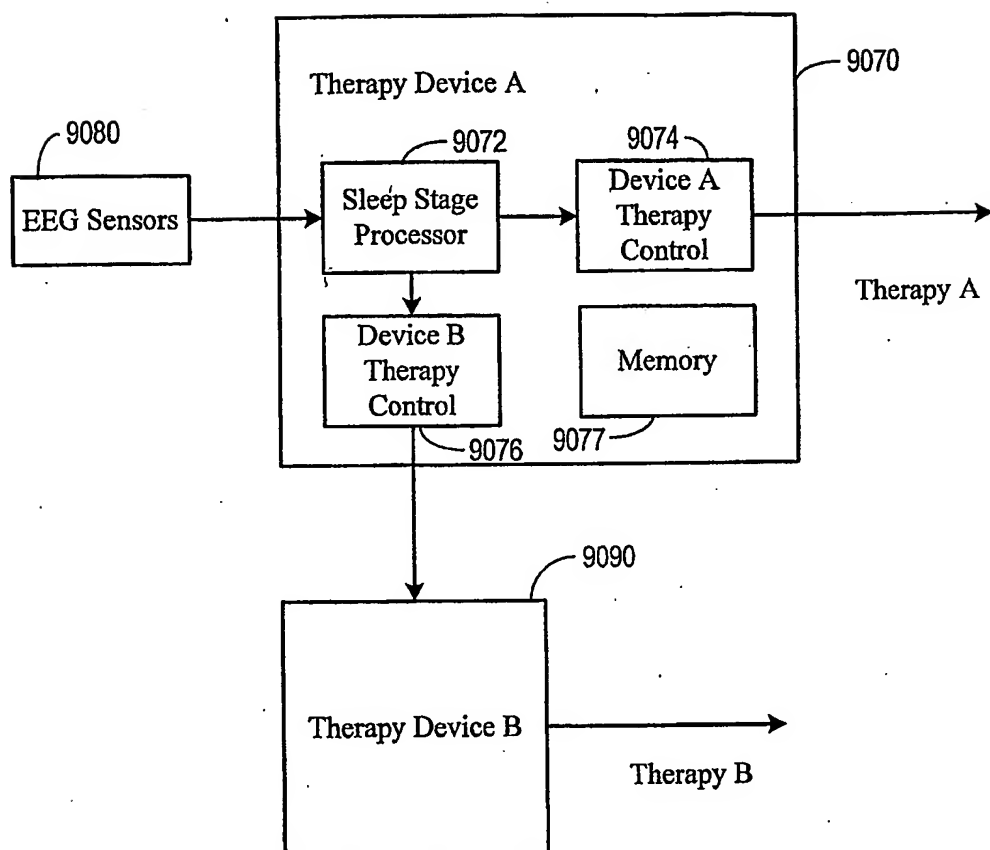 Therapy Device A
9070
9080
9072
9074
EEG Sensors
Sleep Stage
Processor
Device A
Therapy
Control
Therapy A
Device B
Therapy
Control
Memory
9076
9077
9090
Therapy Device B
Therapy B